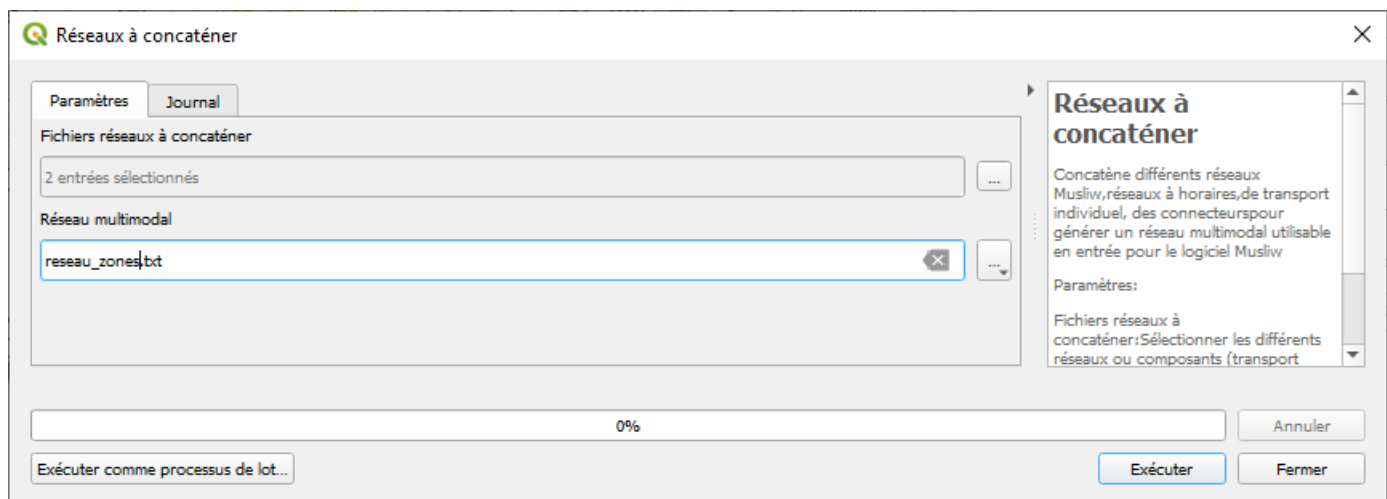 Réseaux à concaténer
Paramètres
Journal
Fichiers réseaux à concaténer
2 entrées sélectionnés
...
Réseau multimodal
reseau_zones.txt
...
Réseaux à
concaténer
Concatène différents réseaux
Musliw,réseaux à horaires,de transport
individuel, des connecteurspour
générer un réseau multimodal utilisable
en entrée pour le logiciel Musliw
Paramètres:
Fichiers réseaux à
concaténer:Sélectionner les différents
réseaux ou composants (transport
0%
Annuler
Exécuter comme processus de lot...
Exécuter
Fermer